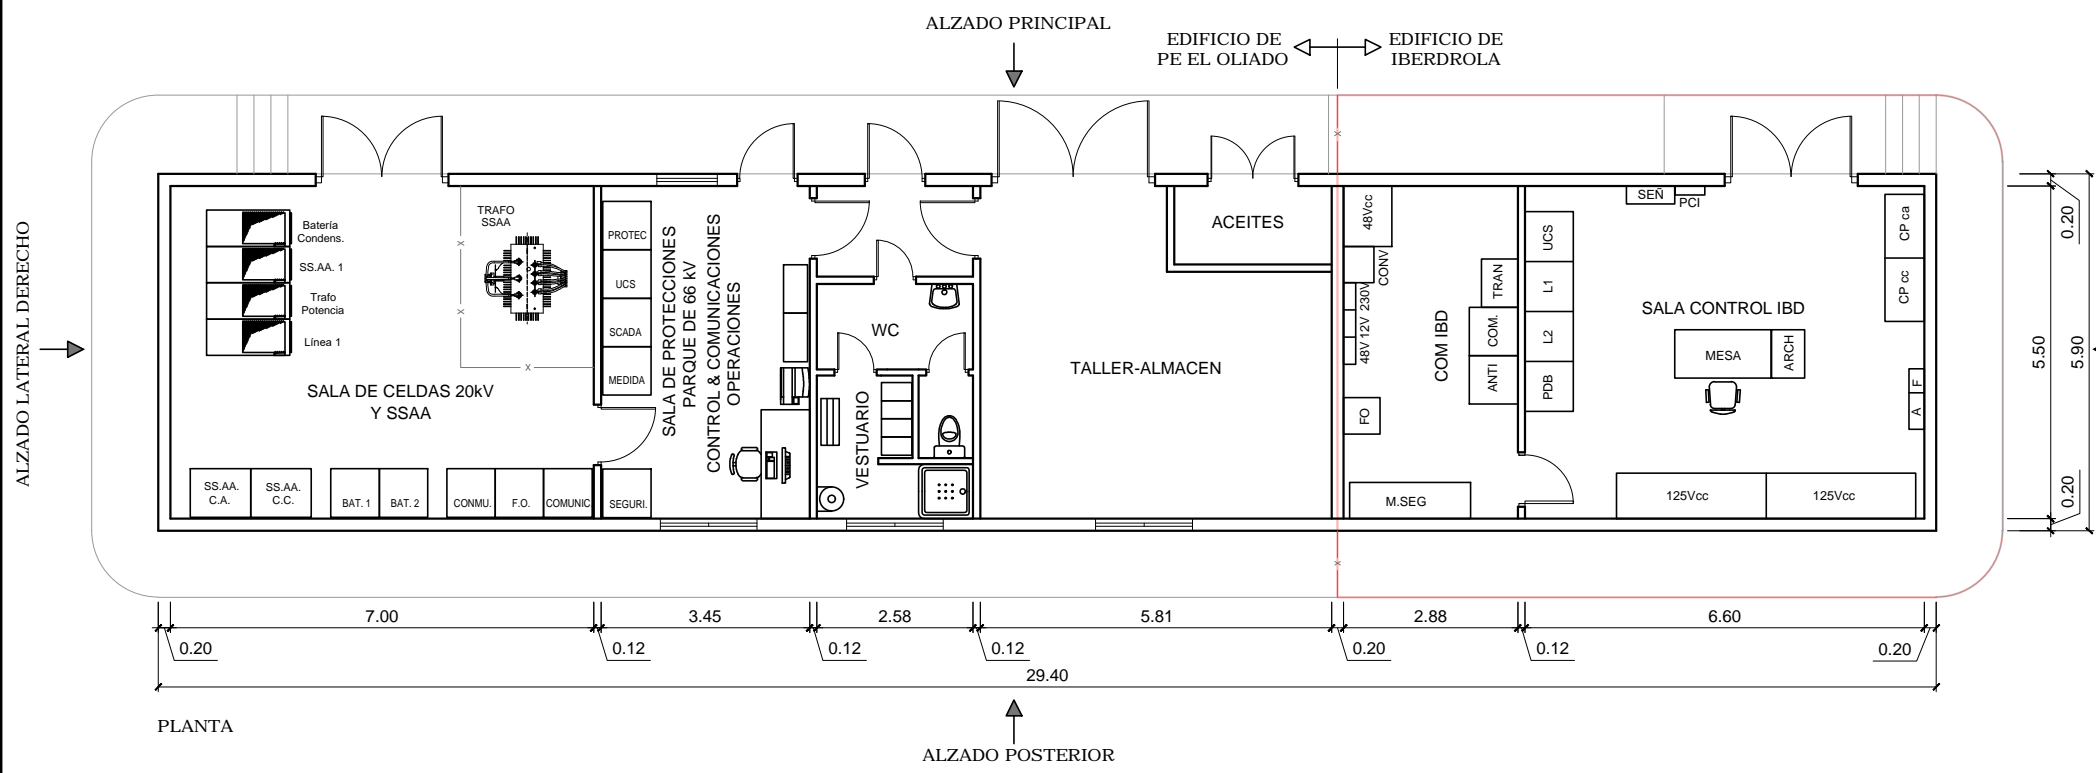 ALZADO PRINCIPAL
EDIFICIO DE
PE EL OLIADO
EDIFICIO DE
IBERDROLA
ALZADO LATERAL DERECHO
Batería
Condens.
SS.AA. 1
Trafo
Potencia
Línea 1
TRAFO
SSAA
x
x
x
SALA DE CELDAS 20kV
Y SSAA
SS.AA.
C.A.
SS.AA.
C.C.
BAT. 1
BAT. 2
CONMU.
F.O.
COMUNIC
PROTEC
UCS
SCADA
MEDIDA
SEGURI.
SALA DE PROTECCIONES
PARQUE DE 66 kV
CONTROL & COMUNICACIONES
OPERACIONES
WC
VESTUARIO
ACEITES
TALLER-ALMACEN
x
x
48Vcc
CONV
48V 12V 230V
FO
M.SEG
COM IBD
TRAN
COM.
ANTI
UCS
L1
L2
PDB
SEÑ
PCI
SALA CONTROL IBD
MESA
ARCH
CP ca
CP cc
F
A
125Vcc
125Vcc
0.20
5.50
5.90
0.20
7.00
3.45
2.58
5.81
2.88
6.60
0.20
0.12
0.12
0.12
0.20
0.12
0.20
29.40
PLANTA
ALZADO POSTERIOR